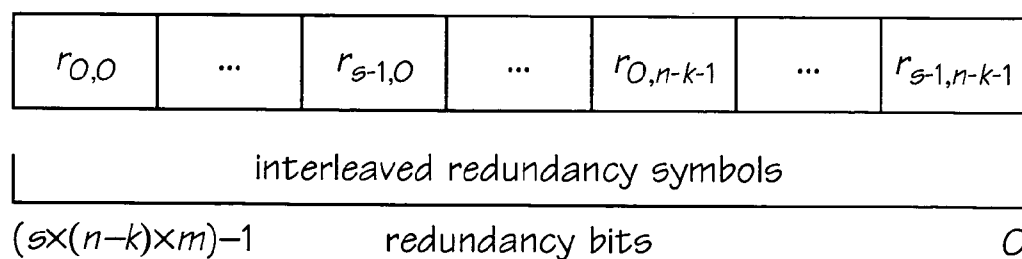 r0,0 ... rs-1,0 ... r0,n-k-1 ... rs-1,n-k-1
interleaved redundancy symbols
(s×(n-k)×m)-1 redundancy bits 0